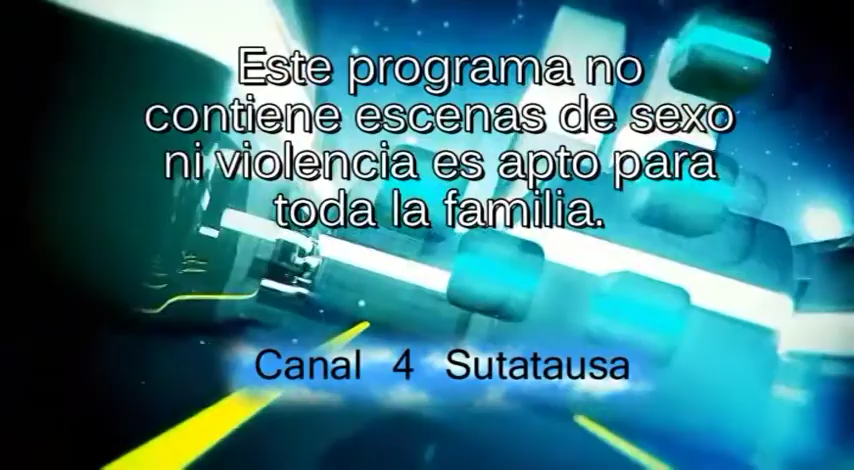 Este programa no
contiene escenas de sexo
ni violencia es apto para
toda la familia.
Canal 4 Sutatausa